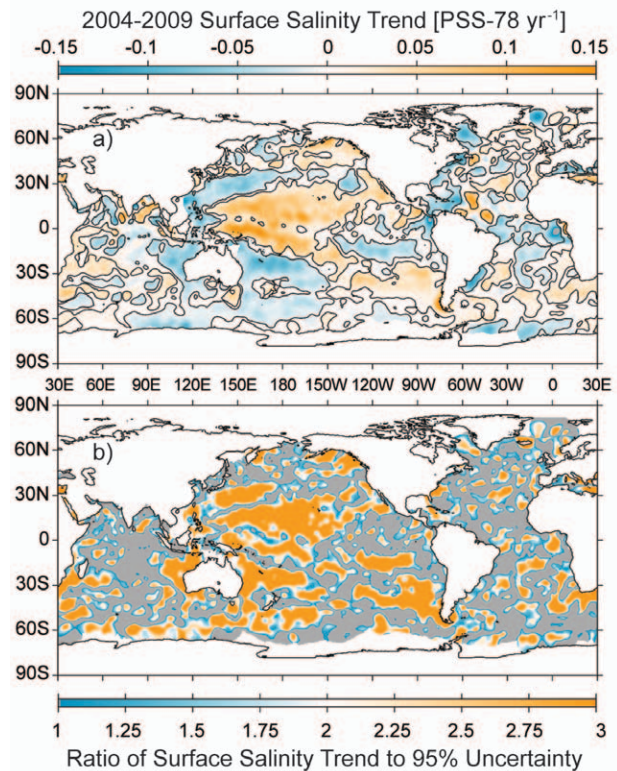 2004-2009 Surface Salinity Trend [PSS-78 yr⁻¹]
-0.15 -0.10 -0.05 0 0.05 0.10 0.15
90N
60N
a)
30N
0
30S
60S
90S
30E 60E 90E 120E 150E 180 150W 120W 90W 60W 30W 0 30E
90N
60N
b)
30N
0
30S
60S
90S
1 1.25 1.5 1.75 2 2.25 2.5 2.75 3
Ratio of Surface Salinity Trend to 95% Uncertainty